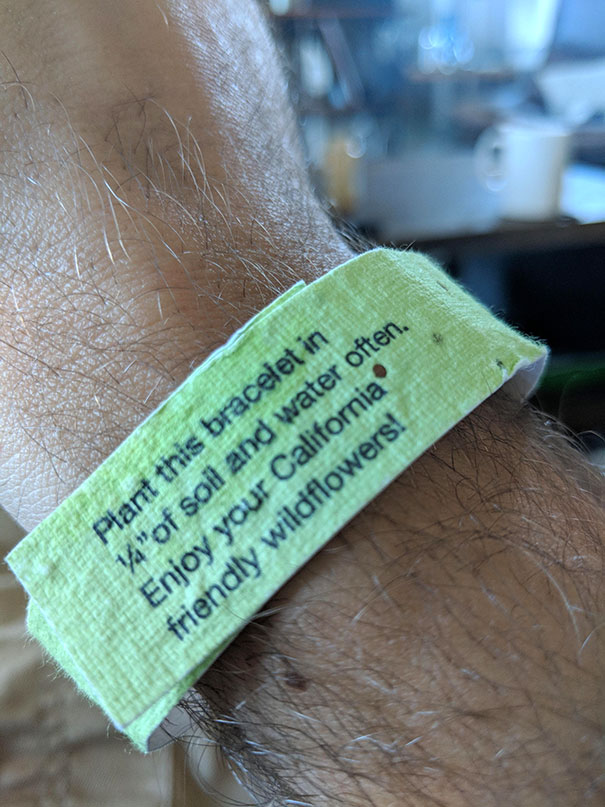 Plant this bracelet in
¼" of soil and water often.
Enjoy your California
friendly wildflowers!